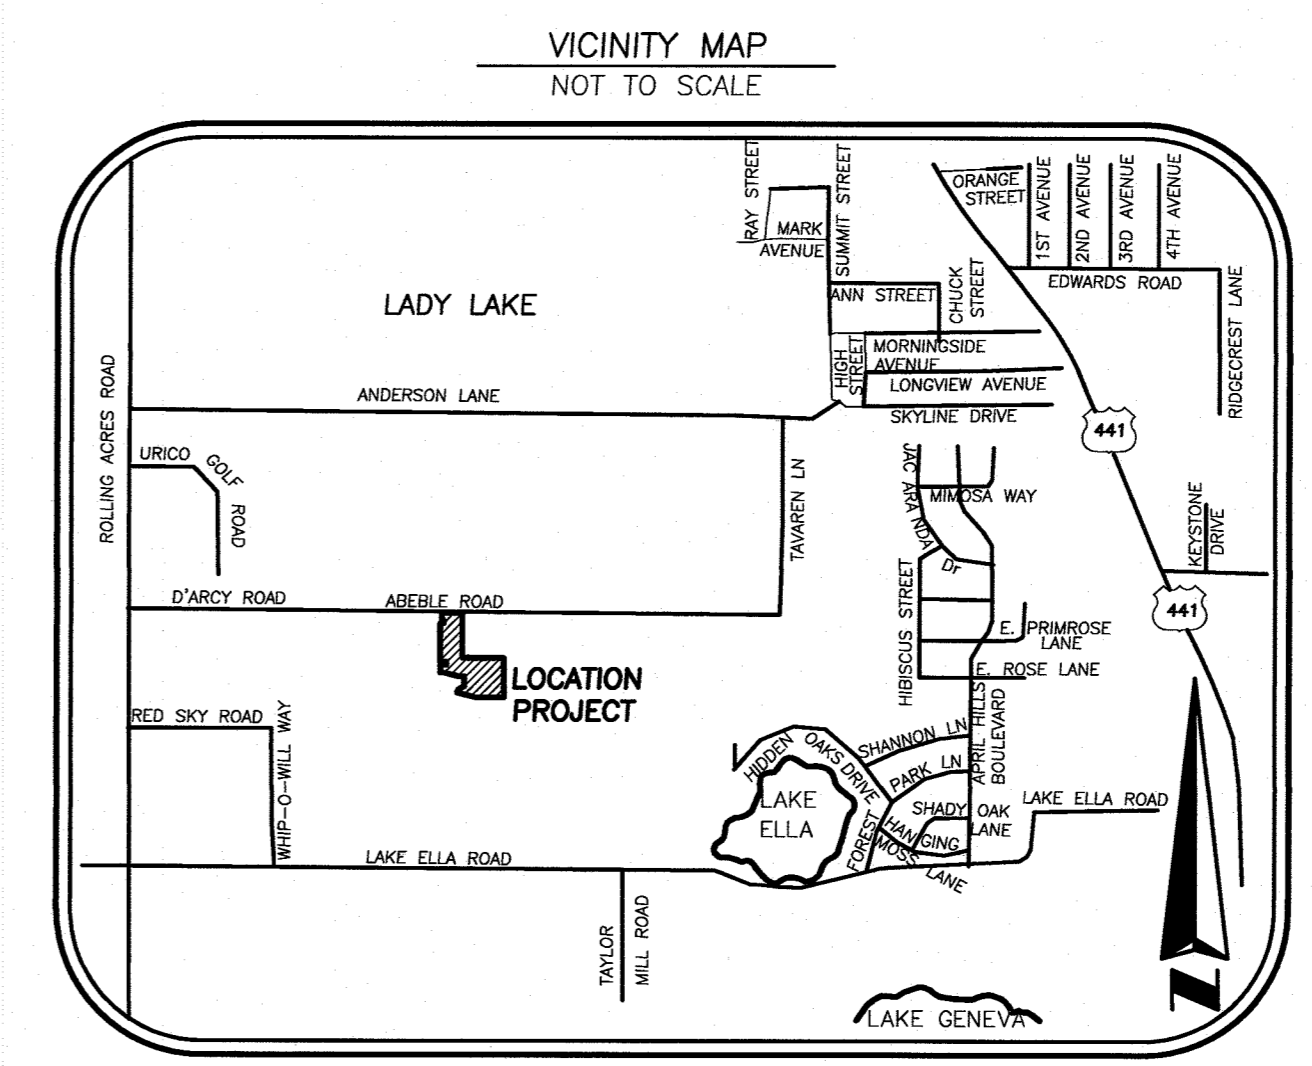 VICINITY MAP
NOT TO SCALE
RAY STREET
MARK
AVENUE
SUMMIT STREET
ORANGE
STREET
1ST AVENUE
2ND AVENUE
3RD AVENUE
4TH AVENUE
EDWARDS ROAD
RIDGECREST LANE
ANN STREET
CHUCK
STREET
LADY LAKE
HIGH
STREET
MORNINGSIDE
AVENUE
LONGVIEW AVENUE
SKYLINE DRIVE
ROLLING ACRES ROAD
ANDERSON LANE
441
URICO
GOLF
ROAD
TAVAREN LN
JAC ARA NDA
Dr
MIMOSA WAY
KEYSTONE
DRIVE
D'ARCY ROAD
ABEBLE ROAD
HIBISCUS STREET
441
E. PRIMROSE
LANE
E. ROSE LANE
LOCATION
PROJECT
RED SKY ROAD
WHIP-O-WILL WAY
HIDDEN
OAKS DRIVE
SHANNON LN
PARK LN
APRIL HILLS
BOULEVARD
LAKE
ELLA
SHADY OAK
LANE
LAKE ELLA ROAD
FOREST
HANGING
MOSS LANE
LAKE ELLA ROAD
TAYLOR
MILL ROAD
N
LAKE GENEVA